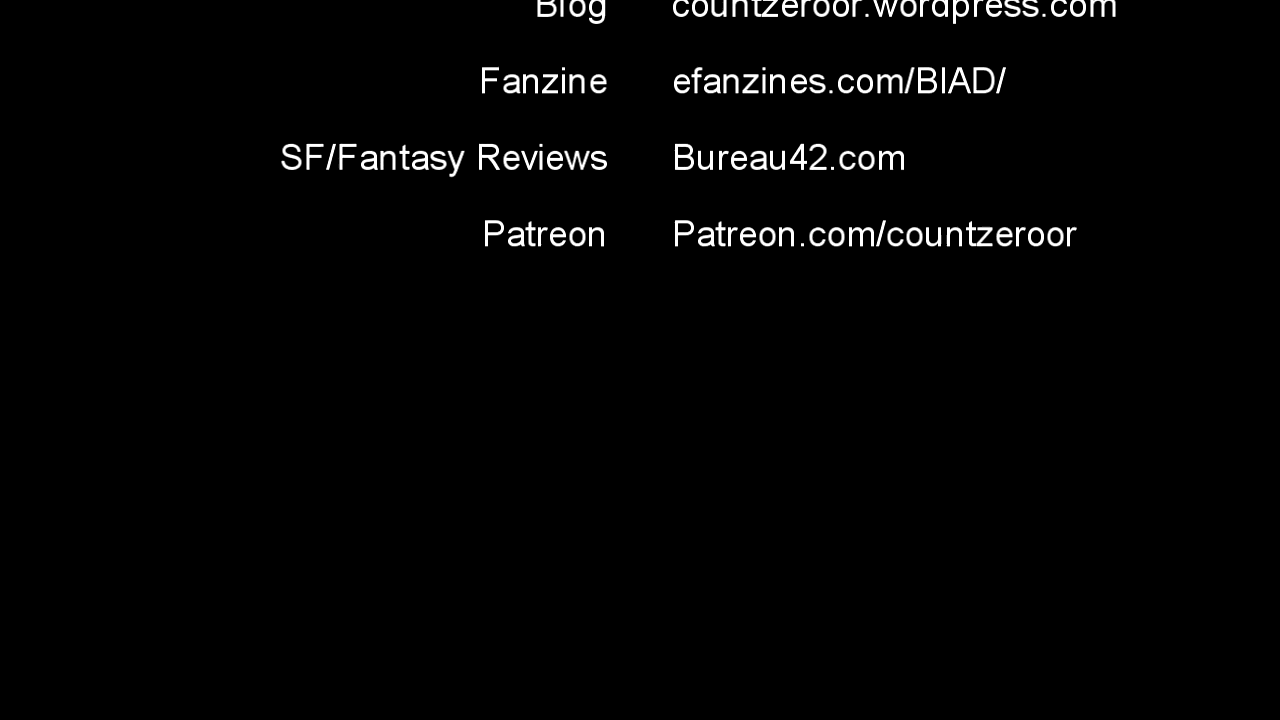 Blog countzeroor.wordpress.com
Fanzine efanzines.com/BIAD/
SF/Fantasy Reviews Bureau42.com
Patreon Patreon.com/countzeroor